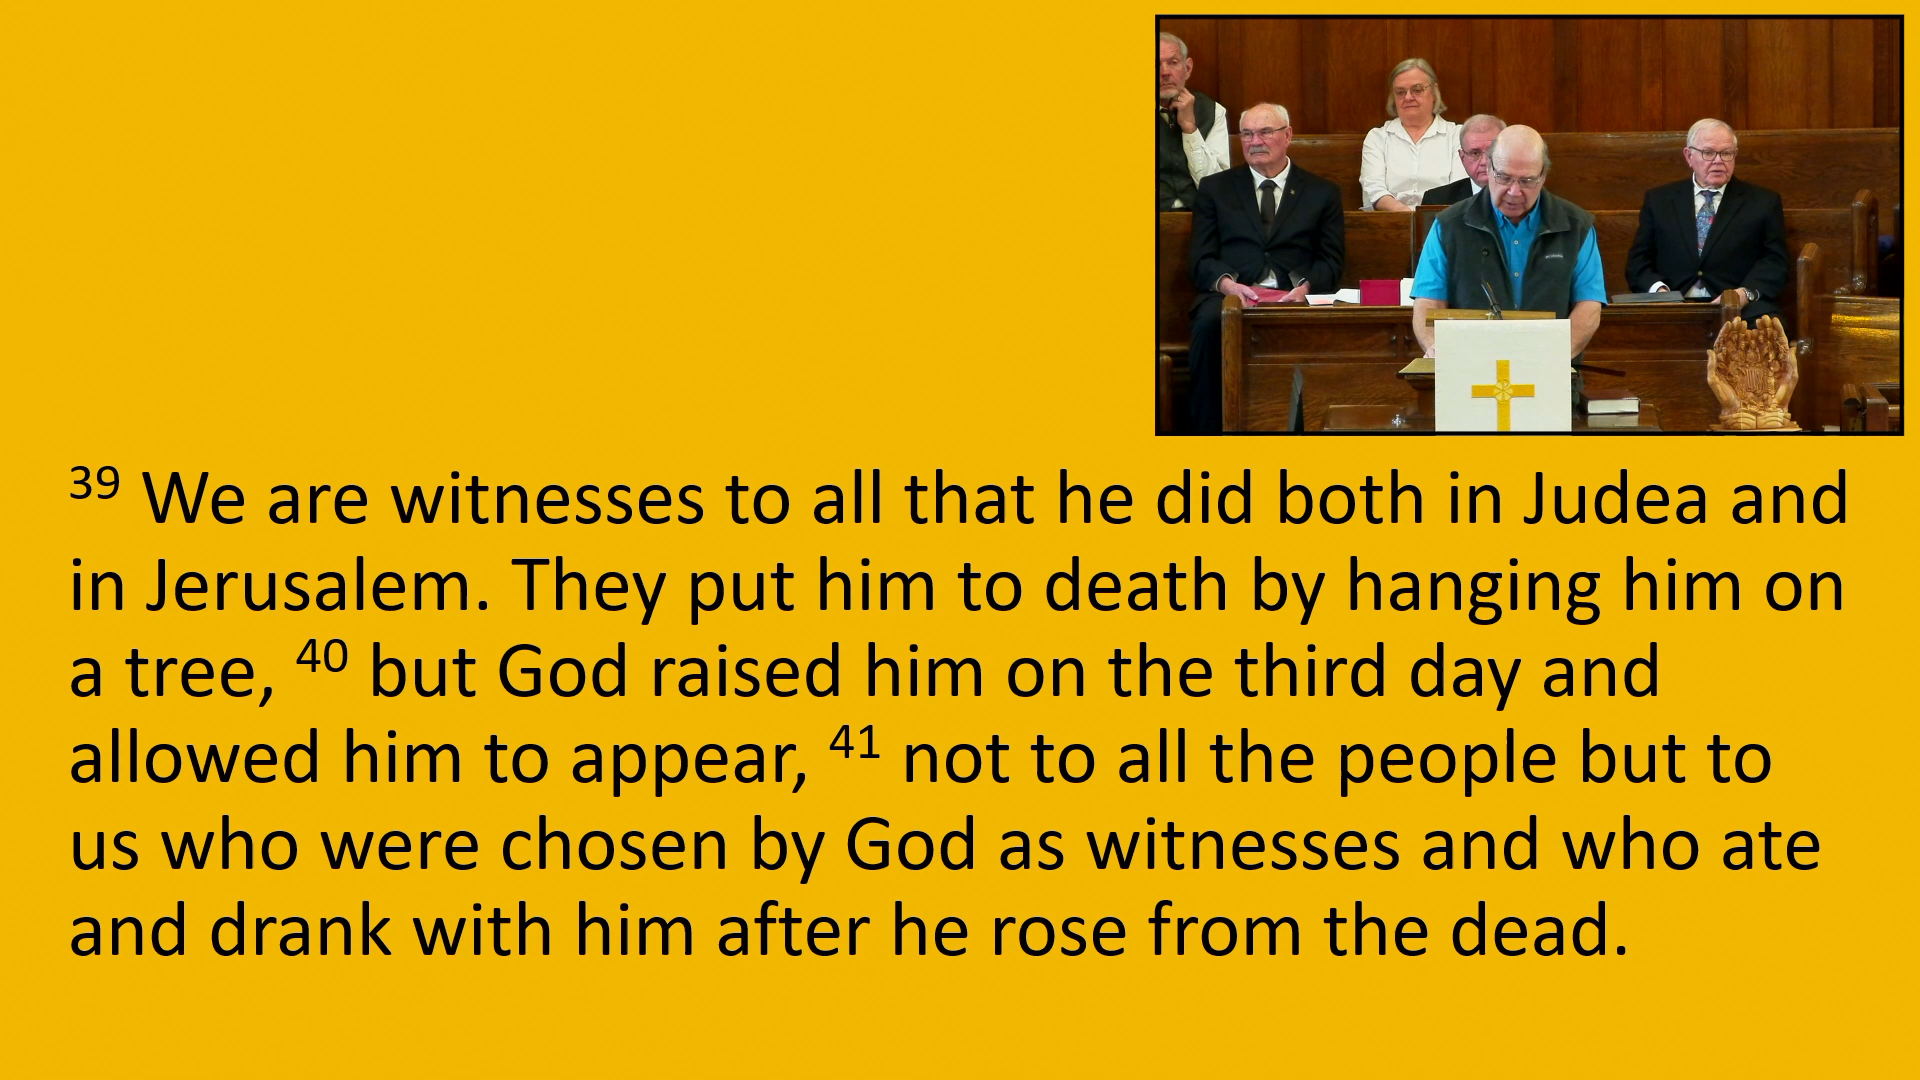 39 We are witnesses to all that he did both in Judea and
in Jerusalem. They put him to death by hanging him on
a tree, 40 but God raised him on the third day and
allowed him to appear, 41 not to all the people but to
us who were chosen by God as witnesses and who ate
and drank with him after he rose from the dead.